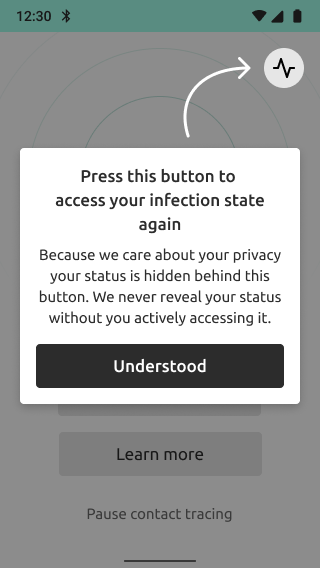 12:30
Press this button to
access your infection state
again
Because we care about your privacy
your status is hidden behind this
button. We never reveal your status
without you actively accessing it.
Understood
Learn more
Pause contact tracing